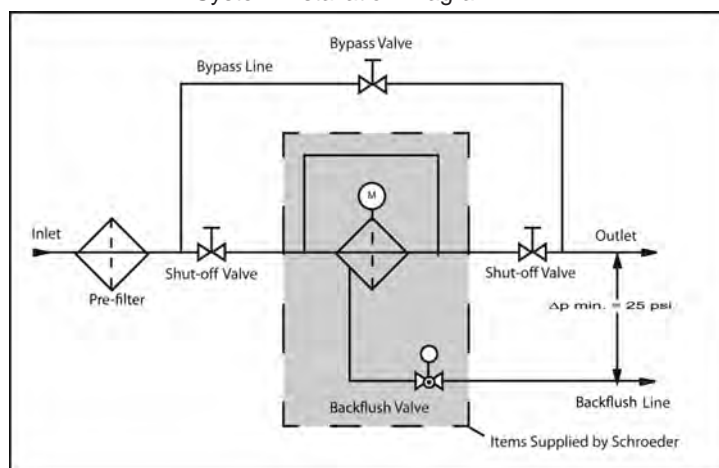 Bypass Valve
Bypass Line
M
Inlet
Outlet
Shut-off Valve
Shut-off Valve
Pre-filter
Δp min. = 25 psi
Backflush Valve
Backflush Line
Items Supplied by Schroeder